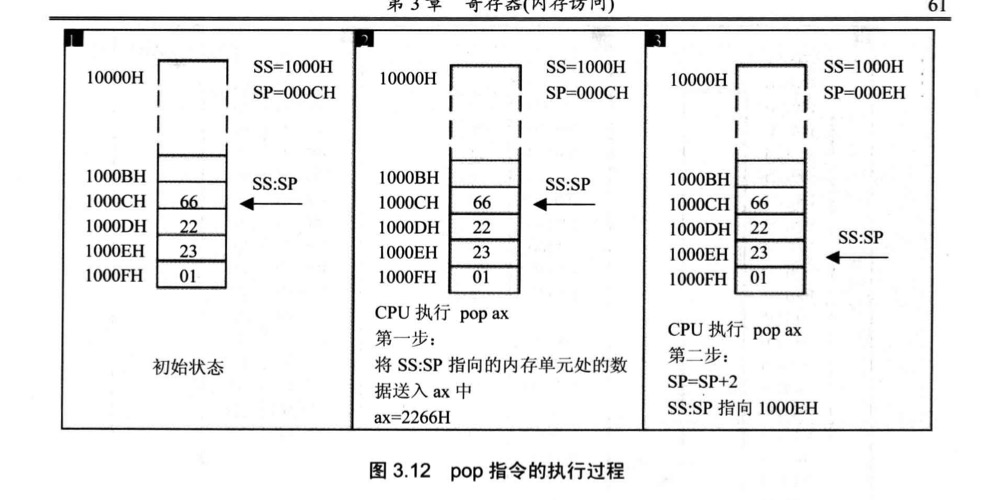 第 3 章 寄存器(内存访问) 61
1
10000H
SS=1000H
SP=000CH
1000BH
1000CH 66
SS:SP
1000DH 22
1000EH 23
1000FH 01
初始状态
2
10000H
SS=1000H
SP=000CH
1000BH
1000CH 66
SS:SP
1000DH 22
1000EH 23
1000FH 01
CPU 执行 pop ax
第一步：
将 SS:SP 指向的内存单元处的数
据送入 ax 中
ax=2266H
3
10000H
SS=1000H
SP=000EH
1000BH
1000CH 66
1000DH 22
SS:SP
1000EH 23
1000FH 01
CPU 执行 pop ax
第二步：
SP=SP+2
SS:SP 指向 1000EH
图 3.12 pop 指令的执行过程